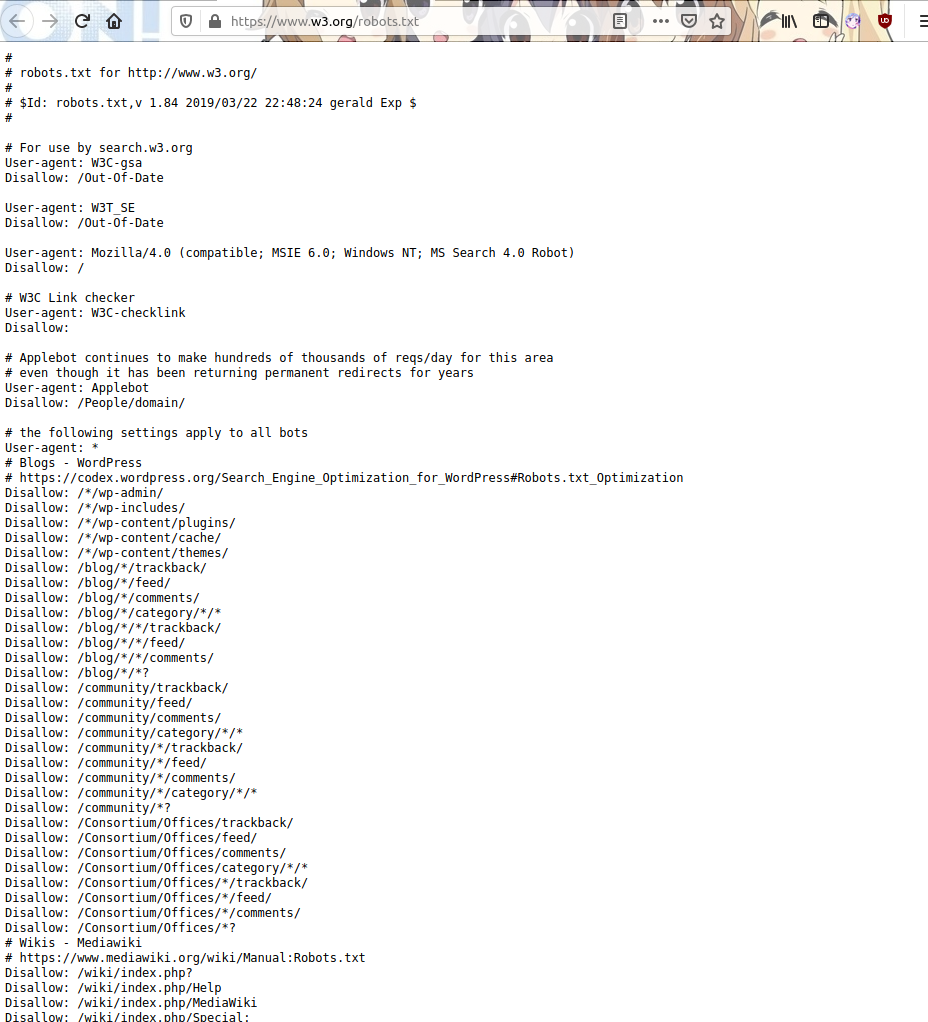 https://www.w3.org/robots.txt
#
# robots.txt for http://www.w3.org/
#
# $Id: robots.txt,v 1.84 2019/03/22 22:48:24 gerald Exp $
#
# For use by search.w3.org
User-agent: W3C-gsa
Disallow: /Out-Of-Date
User-agent: W3T_SE
Disallow: /Out-Of-Date
User-agent: Mozilla/4.0 (compatible; MSIE 6.0; Windows NT; MS Search 4.0 Robot)
Disallow: /
# W3C Link checker
User-agent: W3C-checklink
Disallow:
# Applebot continues to make hundreds of thousands of reqs/day for this area
# even though it has been returning permanent redirects for years
User-agent: Applebot
Disallow: /People/domain/
# the following settings apply to all bots
User-agent: *
# Blogs - WordPress
# https://codex.wordpress.org/Search_Engine_Optimization_for_WordPress#Robots.txt_Optimization
Disallow: /*/wp-admin/
Disallow: /*/wp-includes/
Disallow: /*/wp-content/plugins/
Disallow: /*/wp-content/cache/
Disallow: /*/wp-content/themes/
Disallow: /blog/*/trackback/
Disallow: /blog/*/feed/
Disallow: /blog/*/comments/
Disallow: /blog/*/category/*/*
Disallow: /blog/*/*/trackback/
Disallow: /blog/*/*/feed/
Disallow: /blog/*/*/comments/
Disallow: /blog/*/*?
Disallow: /community/trackback/
Disallow: /community/feed/
Disallow: /community/comments/
Disallow: /community/category/*/*
Disallow: /community/*/trackback/
Disallow: /community/*/feed/
Disallow: /community/*/comments/
Disallow: /community/*/category/*/*
Disallow: /community/*?
Disallow: /Consortium/Offices/trackback/
Disallow: /Consortium/Offices/feed/
Disallow: /Consortium/Offices/comments/
Disallow: /Consortium/Offices/category/*/*
Disallow: /Consortium/Offices/*/trackback/
Disallow: /Consortium/Offices/*/feed/
Disallow: /Consortium/Offices/*/comments/
Disallow: /Consortium/Offices/*?
# Wikis - Mediawiki
# https://www.mediawiki.org/wiki/Manual:Robots.txt
Disallow: /wiki/index.php?
Disallow: /wiki/index.php/Help
Disallow: /wiki/index.php/MediaWiki
Disallow: /wiki/index.php/Special: